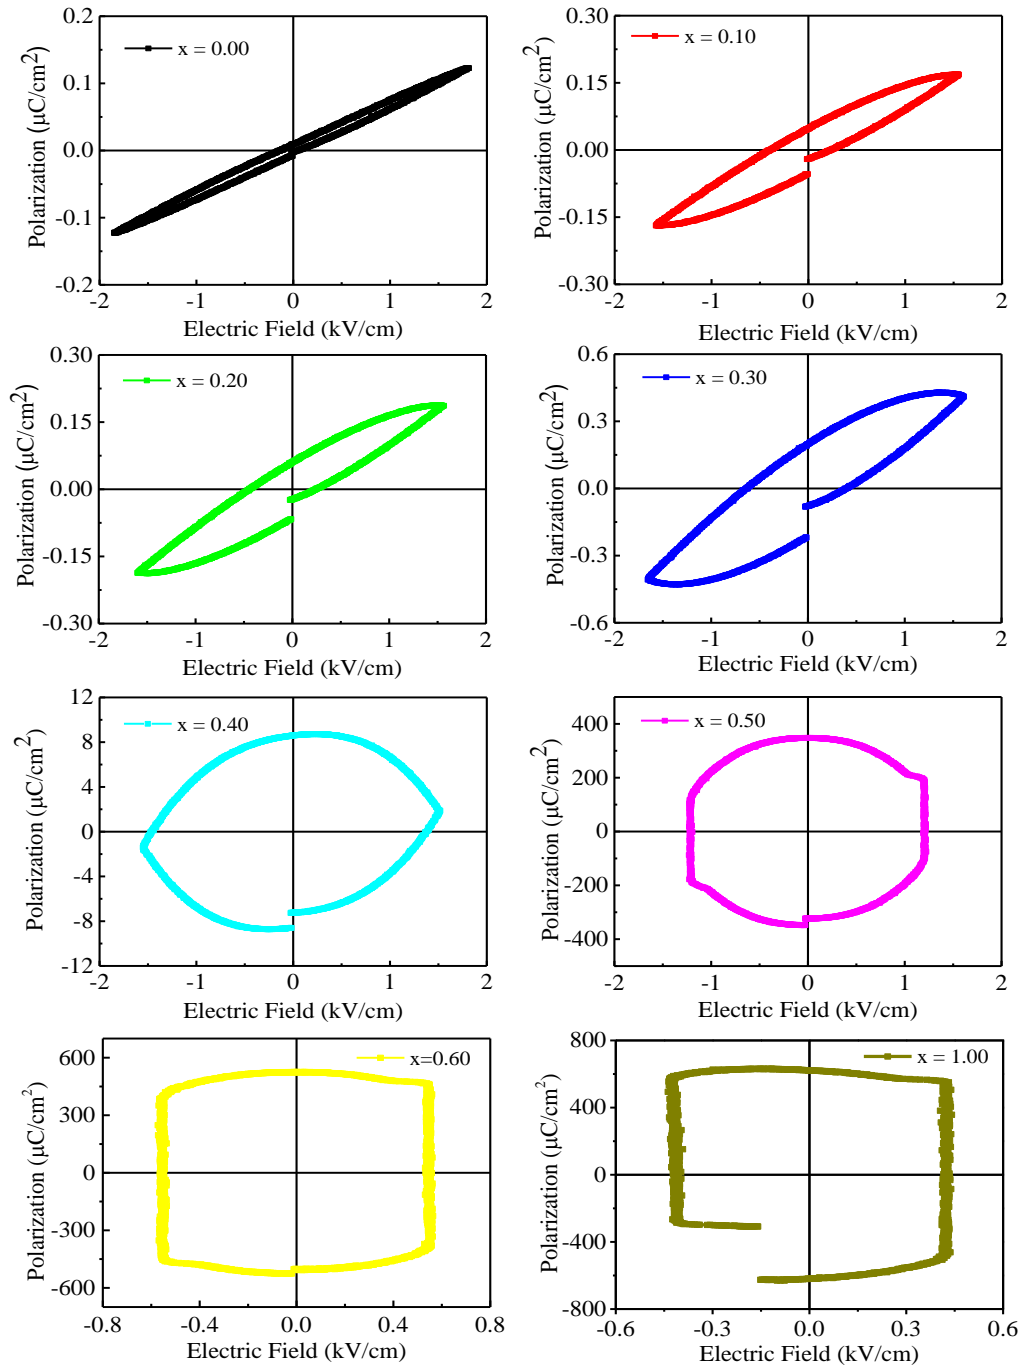 x = 0.00
0.2
0.1
0.0
-0.1
-0.2
Polarization (μC/cm²)
-2 -1 0 1 2
Electric Field (kV/cm)
x = 0.10
0.30
0.15
0.00
-0.15
-0.30
Polarization (μC/cm²)
-2 -1 0 1 2
Electric Field (kV/cm)
x = 0.20
0.30
0.15
0.00
-0.15
-0.30
Polarization (μC/cm²)
-2 -1 0 1 2
Electric Field (kV/cm)
x = 0.30
0.6
0.3
0.0
-0.3
-0.6
Polarization (μC/cm²)
-2 -1 0 1 2
Electric Field (kV/cm)
x = 0.40
12
8
4
0
-4
-8
-12
Polarization (μC/cm²)
-2 -1 0 1 2
Electric Field (kV/cm)
x = 0.50
400
200
0
-200
-400
Polarization (μC/cm²)
-2 -1 0 1 2
Electric Field (kV/cm)
x=0.60
600
300
0
-300
-600
Polarization (μC/cm²)
-0.8 -0.4 0.0 0.4 0.8
Electric Field (kV/cm)
x = 1.00
800
400
0
-400
-800
Polarization (μC/cm²)
-0.6 -0.3 0.0 0.3 0.6
Electric Field (kV/cm)